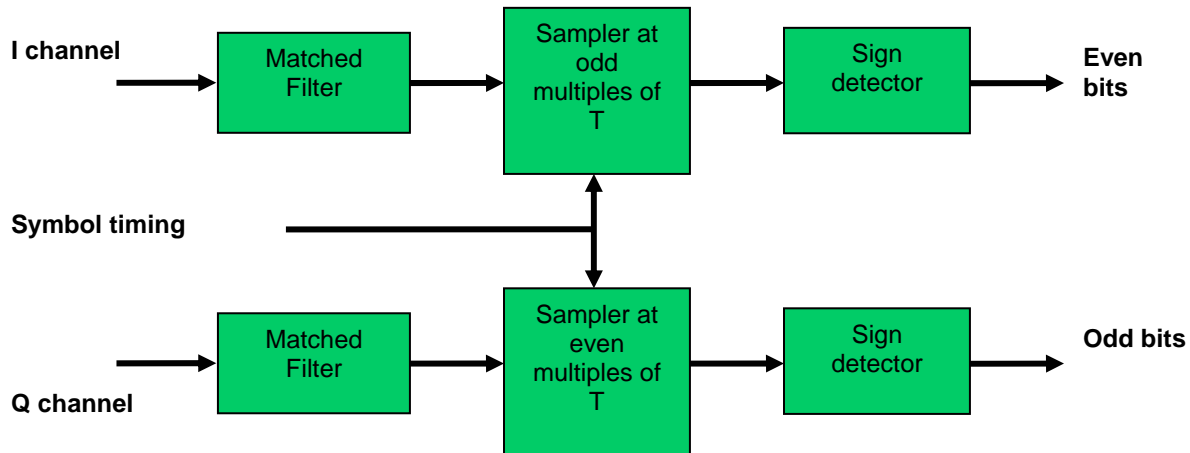 I channel
Matched
Filter
Sampler at
odd
multiples of
T
Sign
detector
Even
bits
Symbol timing
Q channel
Matched
Filter
Sampler at
even
multiples of
T
Sign
detector
Odd bits